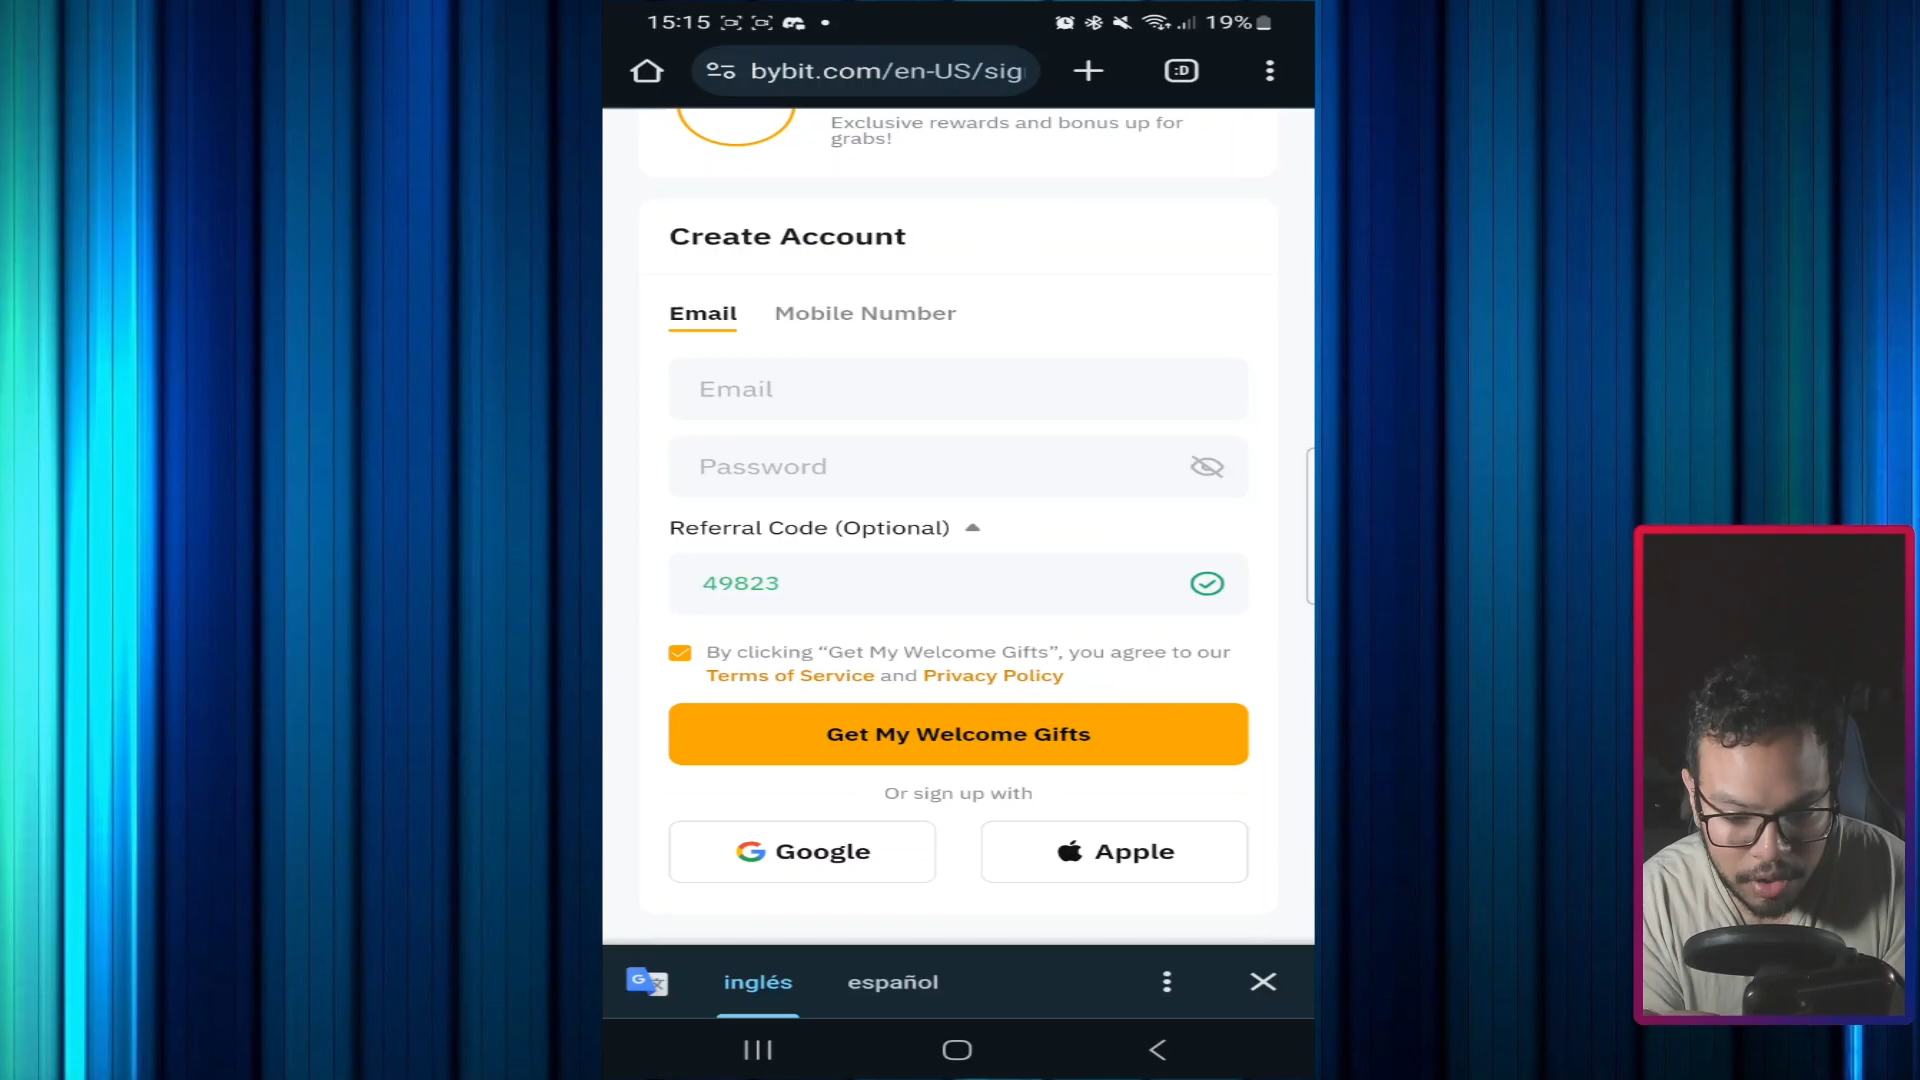 15:15
19%
bybit.com/en-US/sig
:D
Exclusive rewards and bonus up for
grabs!
Create Account
Email
Mobile Number
Email
Password
Referral Code (Optional)
49823
By clicking “Get My Welcome Gifts”, you agree to our
Terms of Service and Privacy Policy
Get My Welcome Gifts
Or sign up with
Google
Apple
inglés
español